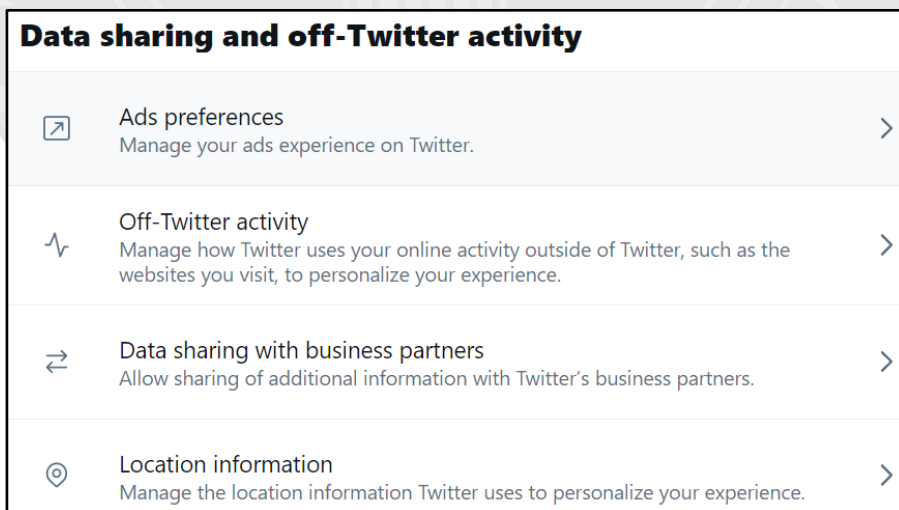 Data sharing and off-Twitter activity
Ads preferences
Manage your ads experience on Twitter.
Off-Twitter activity
Manage how Twitter uses your online activity outside of Twitter, such as the
websites you visit, to personalize your experience.
Data sharing with business partners
Allow sharing of additional information with Twitter’s business partners.
Location information
Manage the location information Twitter uses to personalize your experience.